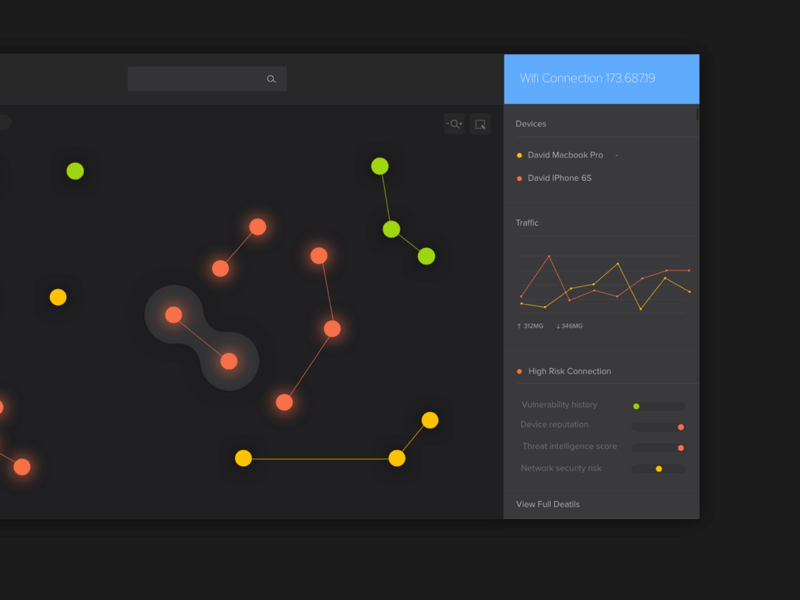 Wifi Connection 173.687.19
Devices
David Macbook Pro
David IPhone 6S
Traffic
↑ 312MG ↓ 346MG
High Risk Connection
Vulnerability history
Device reputation
Threat intelligence score
Network security risk
View Full Deatils